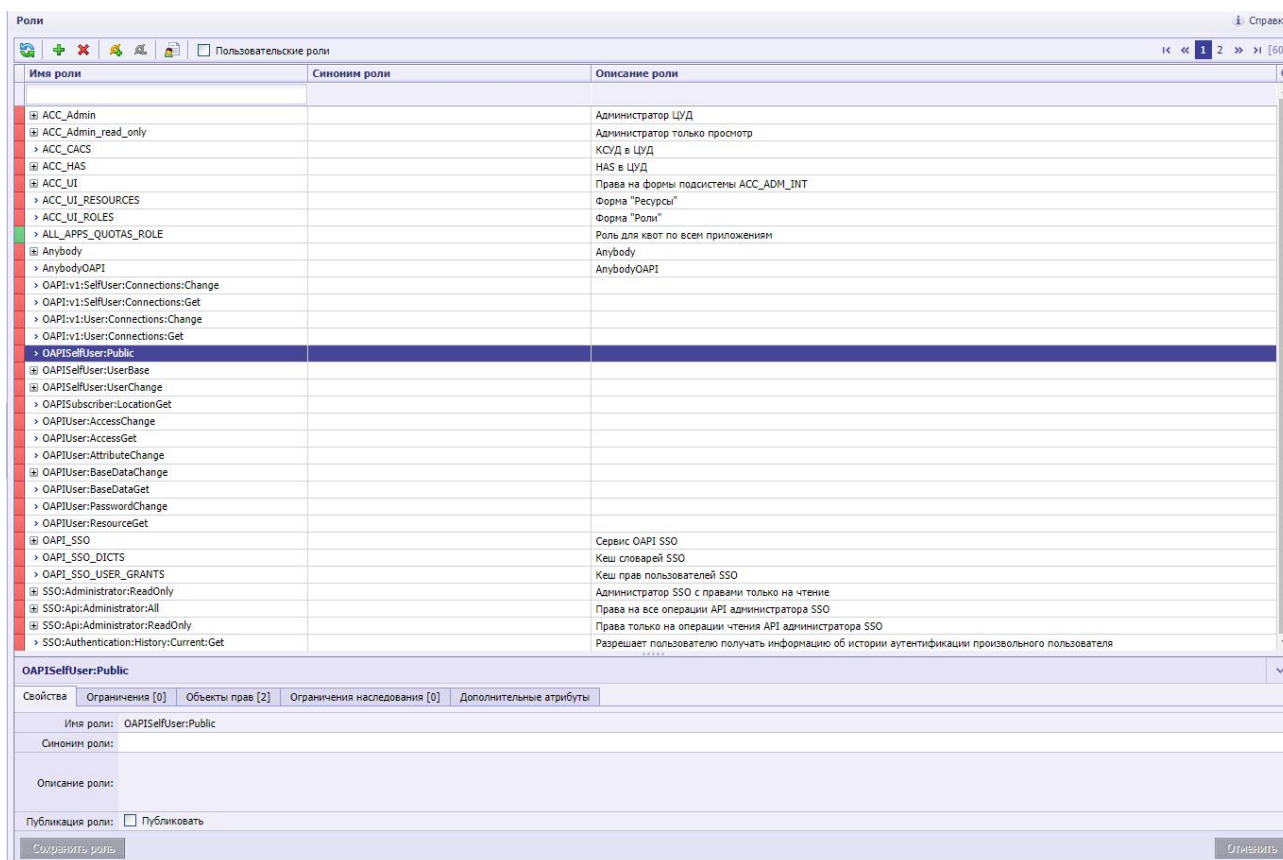 Роли
Справк
Пользовательские роли
1 2 [60
Имя роли Синоним роли Описание роли
ACC_Admin Администратор ЦУД
ACC_Admin_read_only Администратор только просмотр
ACC_CACS КСУД в ЦУД
ACC_HAS HAS в ЦУД
ACC_UI Права на формы подсистемы ACC_ADM_INT
ACC_UI_RESOURCES Форма "Ресурсы"
ACC_UI_ROLES Форма "Роли"
ALL_APPS_QUOTAS_ROLE Роль для квот по всем приложениям
Anybody Anybody
AnybodyOAPI AnybodyOAPI
OAPI:v1:SelfUser:Connections:Change
OAPI:v1:SelfUser:Connections:Get
OAPI:v1:User:Connections:Change
OAPI:v1:User:Connections:Get
OAPISelfUser:Public
OAPISelfUser:UserBase
OAPISelfUser:UserChange
OAPISubscriber:LocationGet
OAPIUser:AccessChange
OAPIUser:AccessGet
OAPIUser:AttributeChange
OAPIUser:BaseDataChange
OAPIUser:BaseDataGet
OAPIUser:PasswordChange
OAPIUser:ResourceGet
OAPI_SSO Сервис OAPI SSO
OAPI_SSO_DICTS Кеш словарей SSO
OAPI_SSO_USER_GRANTS Кеш прав пользователей SSO
SSO:Administrator:ReadOnly Администратор SSO с правами только на чтение
SSO:Api:Administrator:All Права на все операции API администратора SSO
SSO:Api:Administrator:ReadOnly Права только на операции чтения API администратора SSO
SSO:Authentication:History:Current:Get Разрешает пользователю получать информацию об истории аутентификации произвольного пользователя
OAPISelfUser:Public
Свойства Ограничения [0] Объекты прав [2] Ограничения наследования [0] Дополнительные атрибуты
Имя роли: OAPISelfUser:Public
Синоним роли:
Описание роли:
Публикация роли: Публиковать
Сохранить роль Отменить